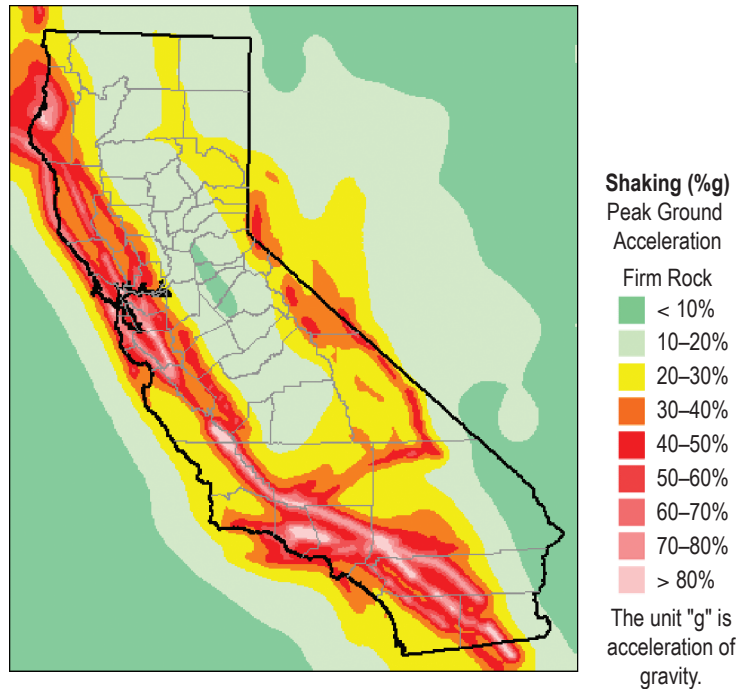 Shaking (%g)
Peak Ground
Acceleration
Firm Rock
< 10%
10–20%
20–30%
30–40%
40–50%
50–60%
60–70%
70–80%
> 80%
The unit "g" is
acceleration of
gravity.